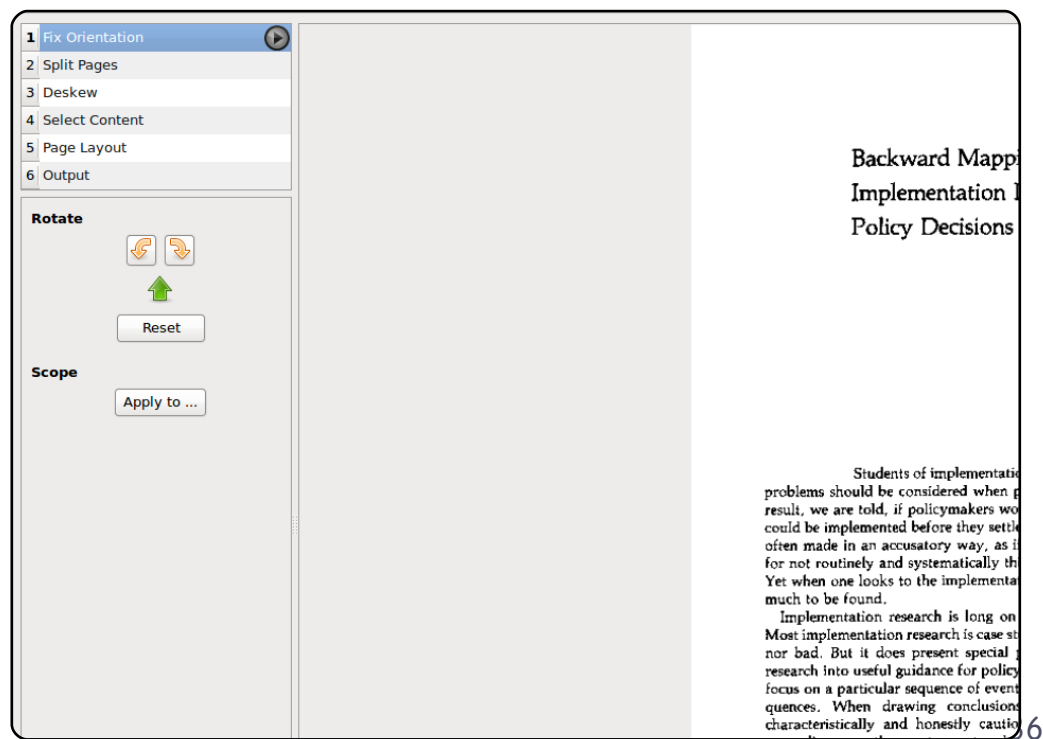 1 Fix Orientation
2 Split Pages
3 Deskew
4 Select Content
5 Page Layout
6 Output
Rotate
Reset
Scope
Apply to ...
Backward Mappi
Implementation
Policy Decisions
Students of implementatio
problems should be considered when p
result, we are told, if policymakers wo
could be implemented before they settle
often made in an accusatory way, as i
for not routinely and systematically thi
Yet when one looks to the implementa
much to be found.
Implementation research is long on
Most implementation research is case st
nor bad. But it does present special
research into useful guidance for policy
focus on a particular sequence of event
quences. When drawing conclusions
characteristically and honestly cautio